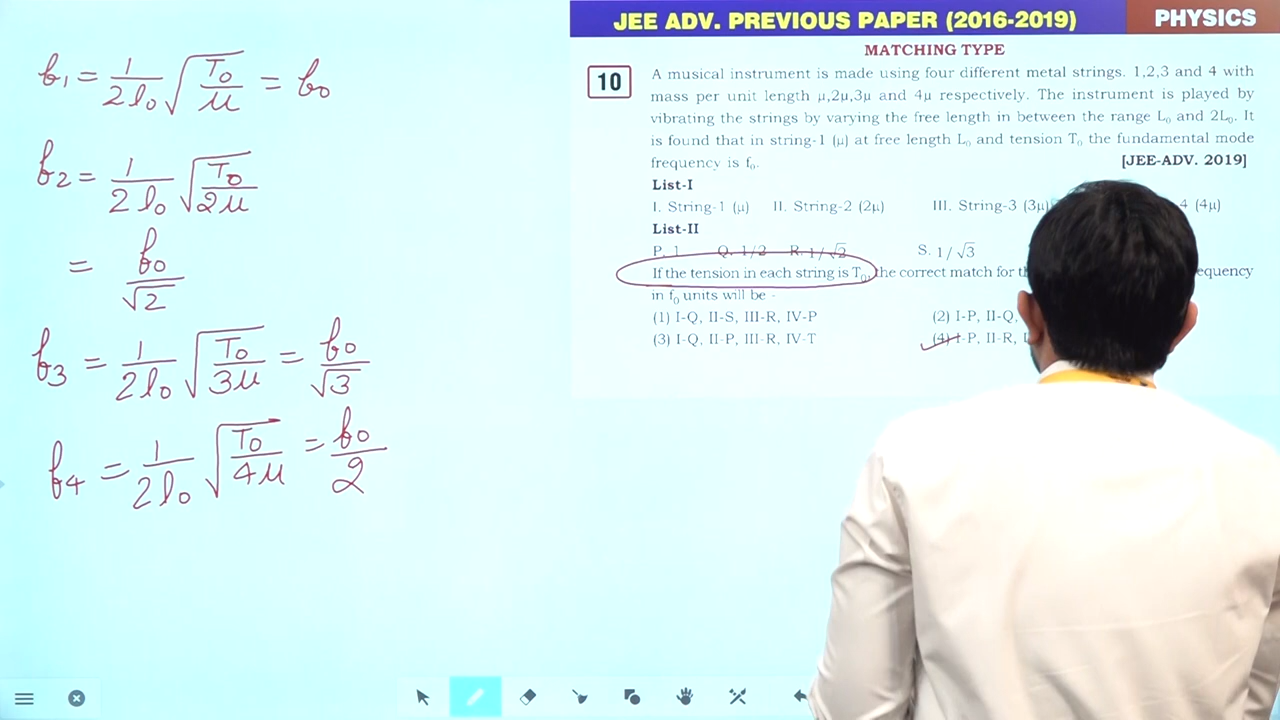 JEE ADV. PREVIOUS PAPER (2016-2019) PHYSICS
MATCHING TYPE
10 A musical instrument is made using four different metal strings. 1,2,3 and 4 with
mass per unit length μ,2μ,3μ and 4μ respectively. The instrument is played by
vibrating the strings by varying the free length in between the range L₀ and 2L₀. It
is found that in string-1 (μ) at free length L₀ and tension T₀ the fundamental mode
frequency is f₀. [JEE-ADV. 2019]
List-I
I. String-1 (μ) II. String-2 (2μ) III. String-3 (3μ) 4 (4μ)
List-II
P. 1 Q. 1/2 R. 1/√2 S. 1/√3
If the tension in each string is T₀, the correct match for equency
in f₀ units will be -
(1) I-Q, II-S, III-R, IV-P (2) I-P, II-Q,
(3) I-Q, II-P, III-R, IV-T (4) I-P, II-R,
f₁ = 1/2l₀ √T₀/μ = f₀
f₂ = 1/2l₀ √T₀/2μ
= f₀/√2
f₃ = 1/2l₀ √T₀/3μ = f₀/√3
f₄ = 1/2l₀ √T₀/4μ = f₀/2